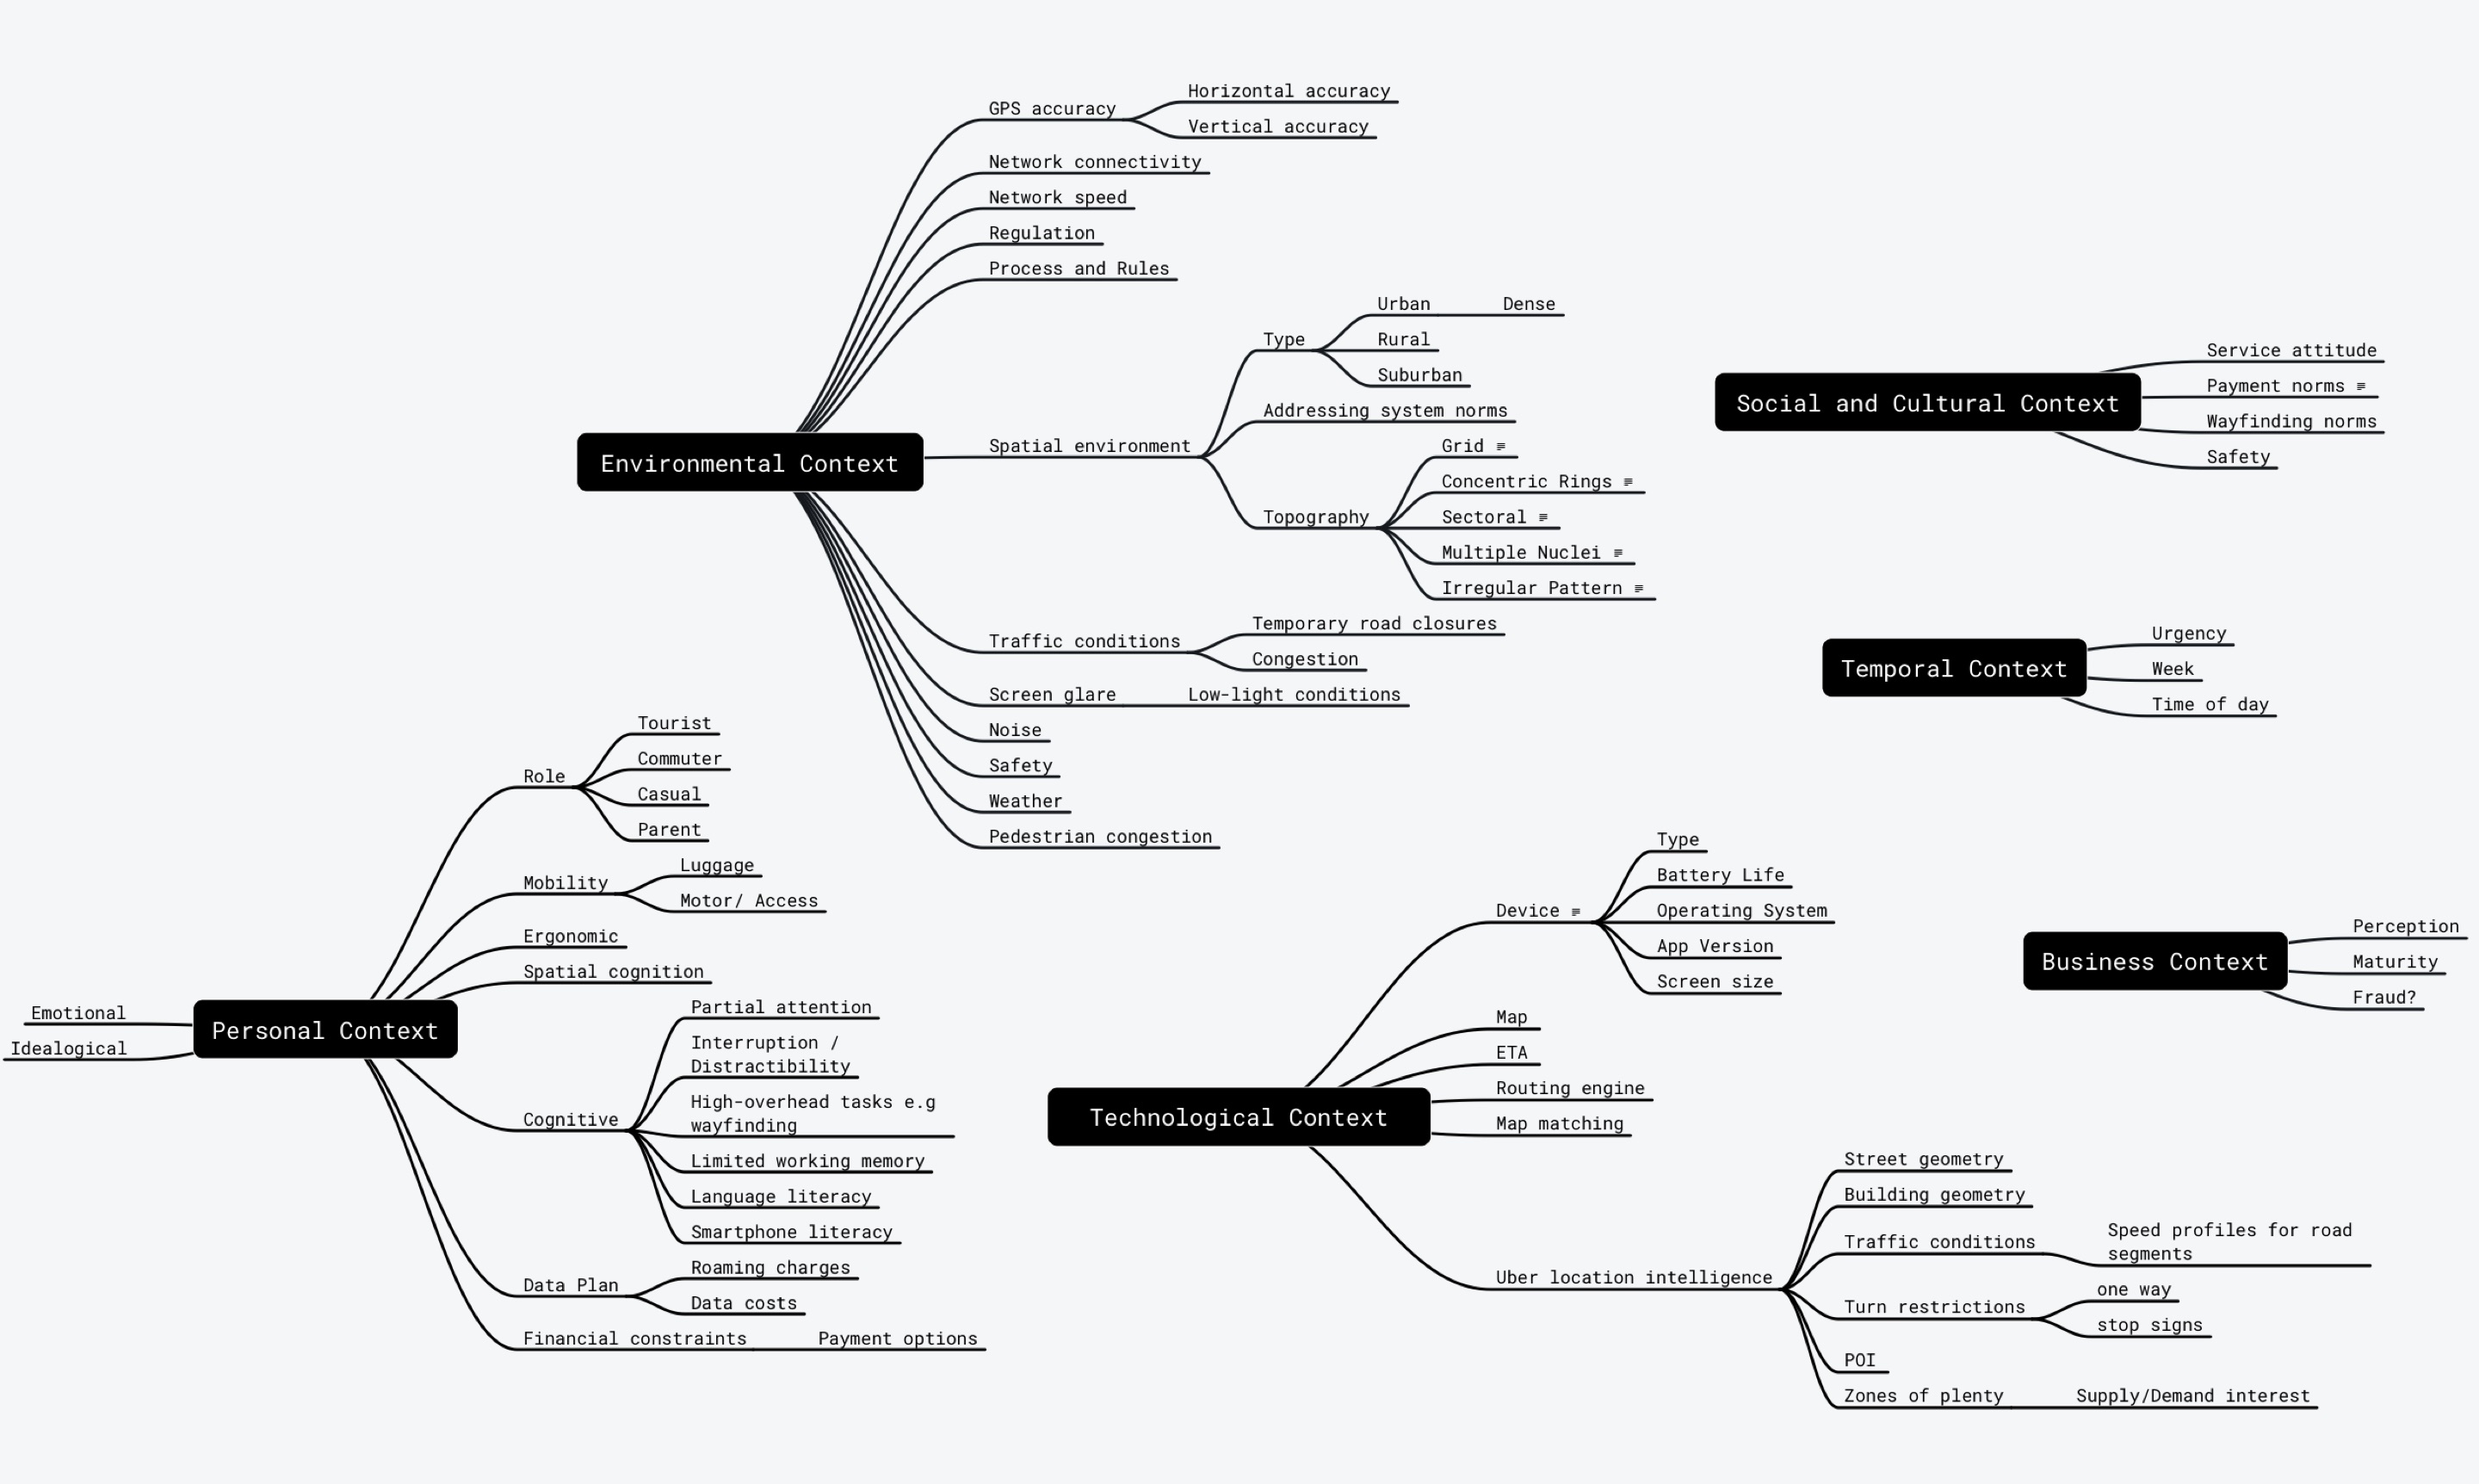 Environmental Context
GPS accuracy
Horizontal accuracy
Vertical accuracy
Network connectivity
Network speed
Regulation
Process and Rules
Spatial environment
Type
Urban
Dense
Rural
Suburban
Addressing system norms
Topography
Grid
Concentric Rings
Sectoral
Multiple Nuclei
Irregular Pattern
Traffic conditions
Temporary road closures
Congestion
Screen glare
Low-light conditions
Noise
Safety
Weather
Pedestrian congestion
Social and Cultural Context
Service attitude
Payment norms
Wayfinding norms
Safety
Temporal Context
Urgency
Week
Time of day
Personal Context
Emotional
Idealogical
Role
Tourist
Commuter
Casual
Parent
Mobility
Luggage
Motor/ Access
Ergonomic
Spatial cognition
Cognitive
Partial attention
Interruption /
Distractibility
High-overhead tasks e.g
wayfinding
Limited working memory
Language literacy
Smartphone literacy
Data Plan
Roaming charges
Data costs
Financial constraints
Payment options
Technological Context
Device
Type
Battery Life
Operating System
App Version
Screen size
Map
ETA
Routing engine
Map matching
Uber location intelligence
Street geometry
Building geometry
Traffic conditions
Speed profiles for road
segments
Turn restrictions
one way
stop signs
POI
Zones of plenty
Supply/Demand interest
Business Context
Perception
Maturity
Fraud?